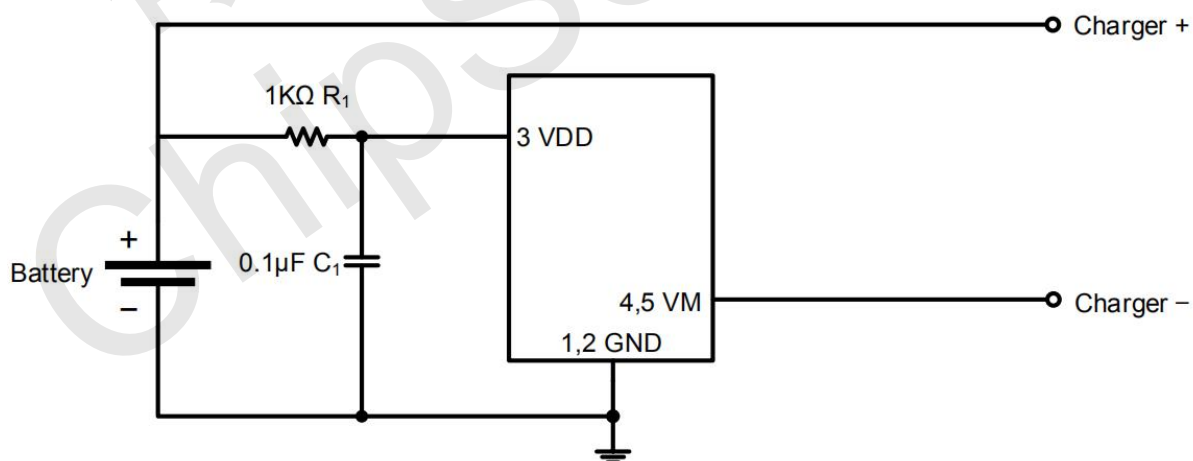 Charger +
1KΩ R₁
3 VDD
+
Battery
−
0.1µF C₁
4,5 VM
Charger −
1,2 GND